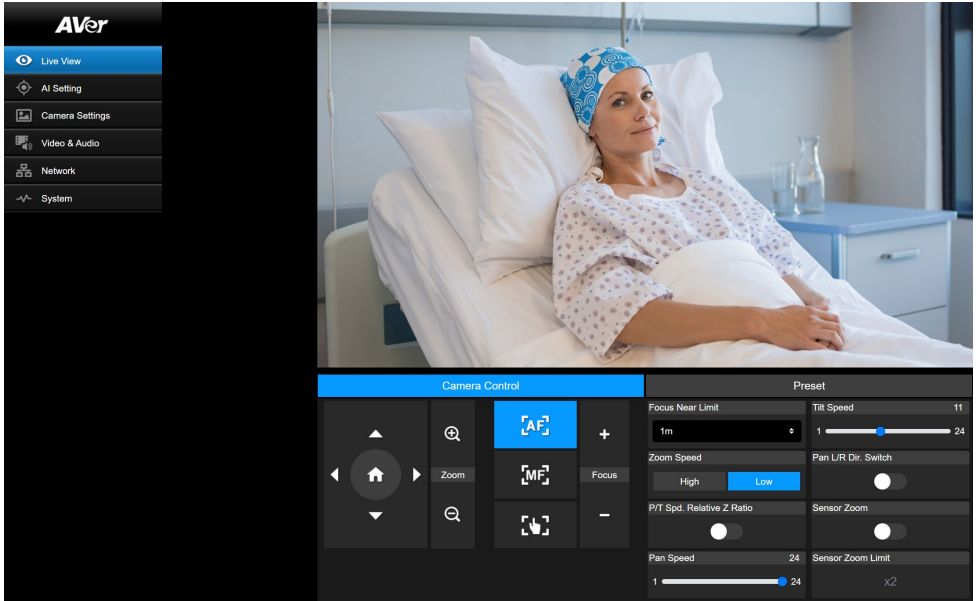 AVer
Live View
AI Setting
Camera Settings
Video & Audio
Network
System
Camera Control
Preset
Zoom
AF
MF
+
Focus
−
Focus Near Limit
1m
Tilt Speed 11
1 24
Zoom Speed
High Low
Pan L/R Dir. Switch
P/T Spd. Relative Z Ratio
Sensor Zoom
Pan Speed 24
1 24
Sensor Zoom Limit
x2